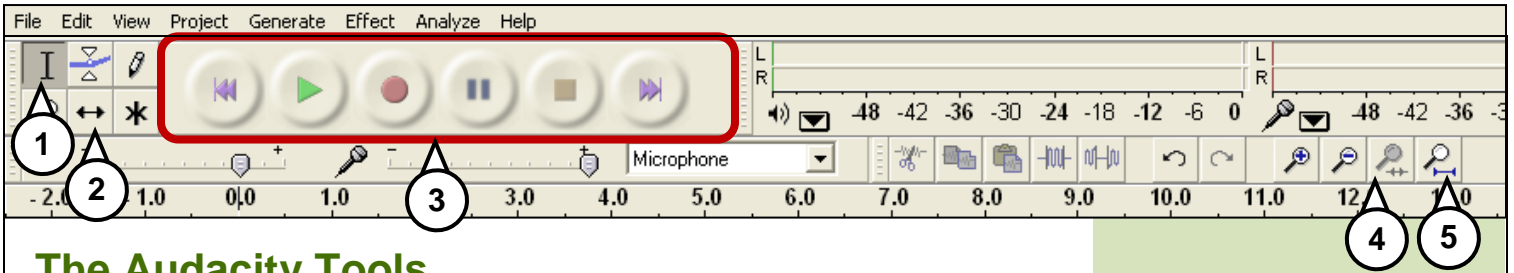 File Edit View Project Generate Effect Analyze Help
L L
R R
-48 -42 -36 -30 -24 -18 -12 -6 0 -48 -42 -36
1
- + - + Microphone
2 3
- 1.0 0.0 1.0 3.0 4.0 5.0 6.0 7.0 8.0 9.0 10.0 11.0
4 5
The Audacity Tools